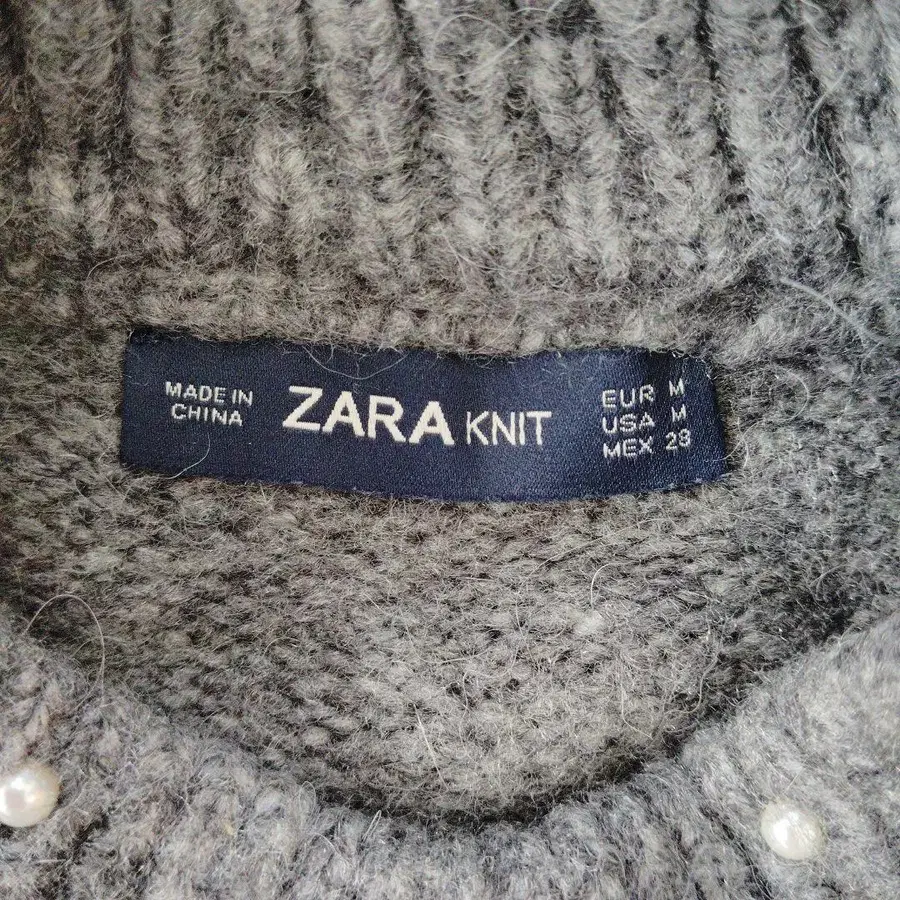 MADE IN
CHINA
ZARA KNIT
EUR M
USA M
MEX 28